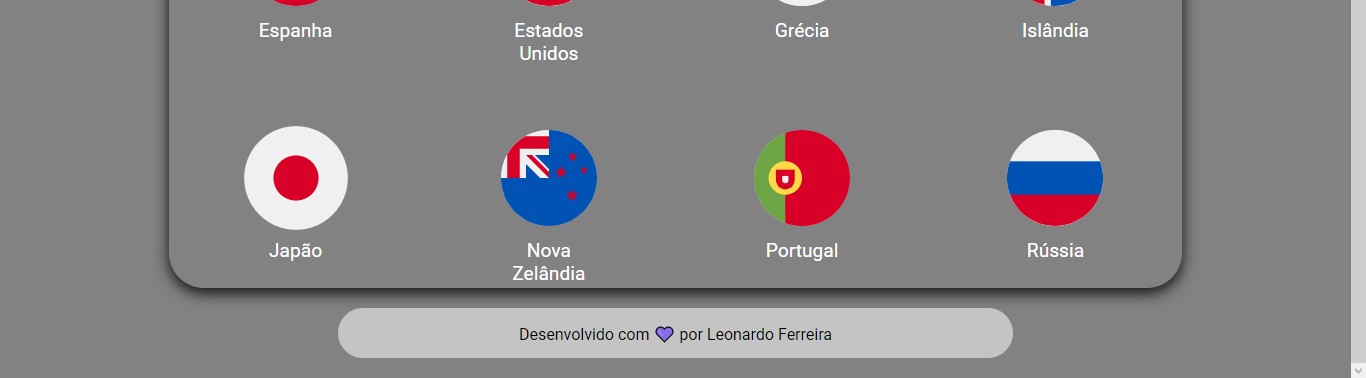 Espanha
Estados
Unidos
Grécia
Islândia
Japão
Nova
Zelândia
Portugal
Rússia
Desenvolvido com 💜 por Leonardo Ferreira